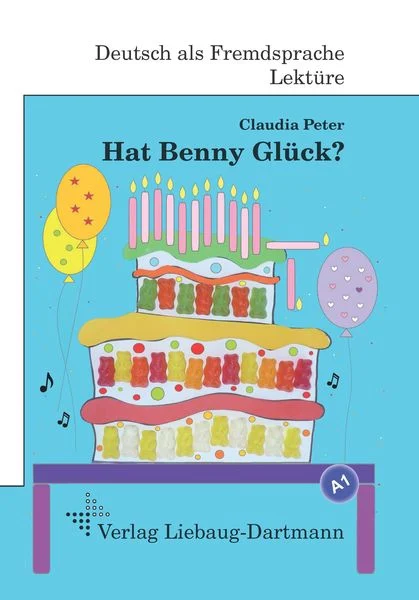 Deutsch als Fremdsprache
Lektüre
Claudia Peter
Hat Benny Glück?
A1
Verlag Liebaug-Dartmann